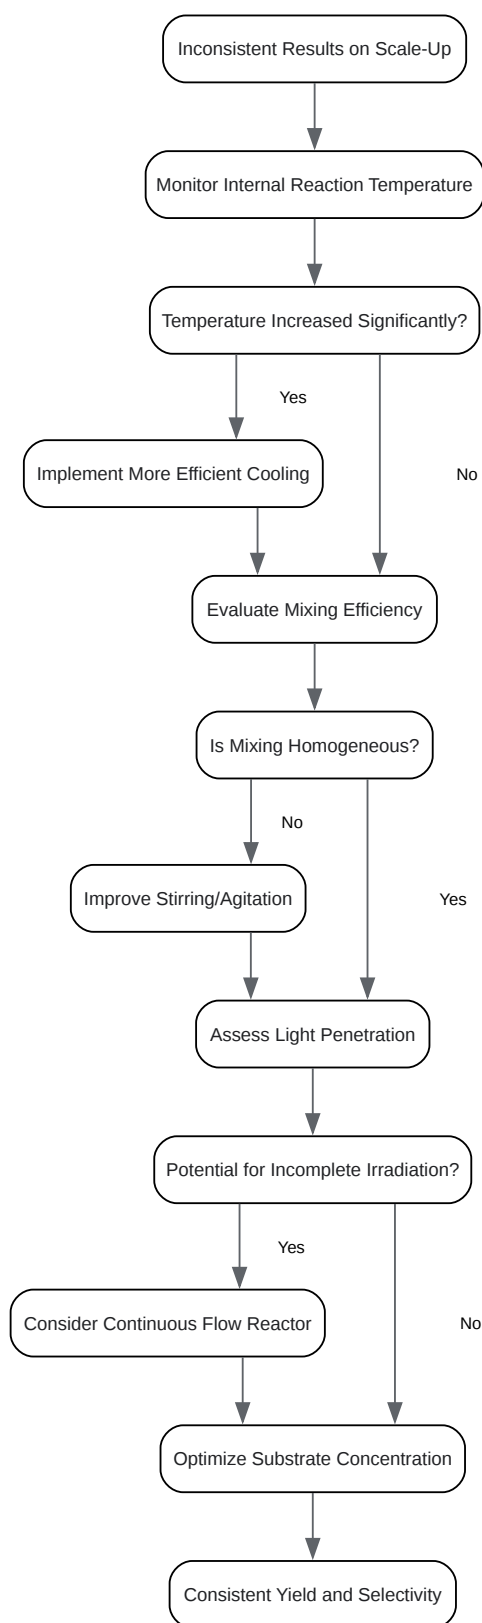 Inconsistent Results on Scale-Up
Monitor Internal Reaction Temperature
Temperature Increased Significantly?
Yes
Implement More Efficient Cooling
No
Evaluate Mixing Efficiency
Is Mixing Homogeneous?
No
Improve Stirring/Agitation
Yes
Assess Light Penetration
Potential for Incomplete Irradiation?
Yes
Consider Continuous Flow Reactor
No
Optimize Substrate Concentration
Consistent Yield and Selectivity